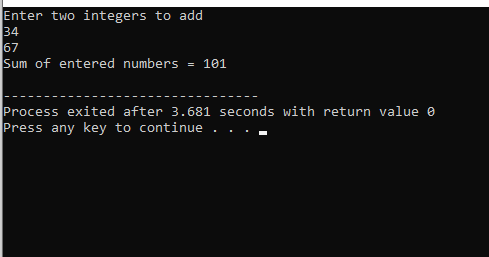 Enter two integers to add
34
67
Sum of entered numbers = 101
--------------------------------
Process exited after 3.681 seconds with return value 0
Press any key to continue . . .